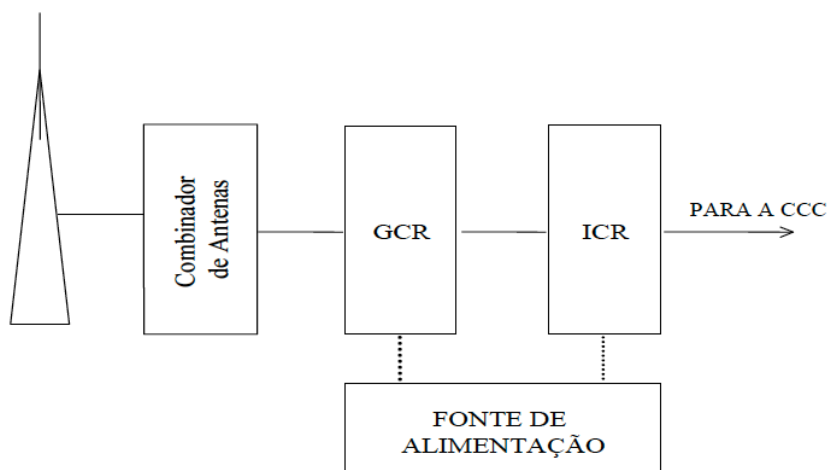 Combinador
de Antenas
GCR
ICR
PARA A CCC
FONTE DE
ALIMENTAÇÃO